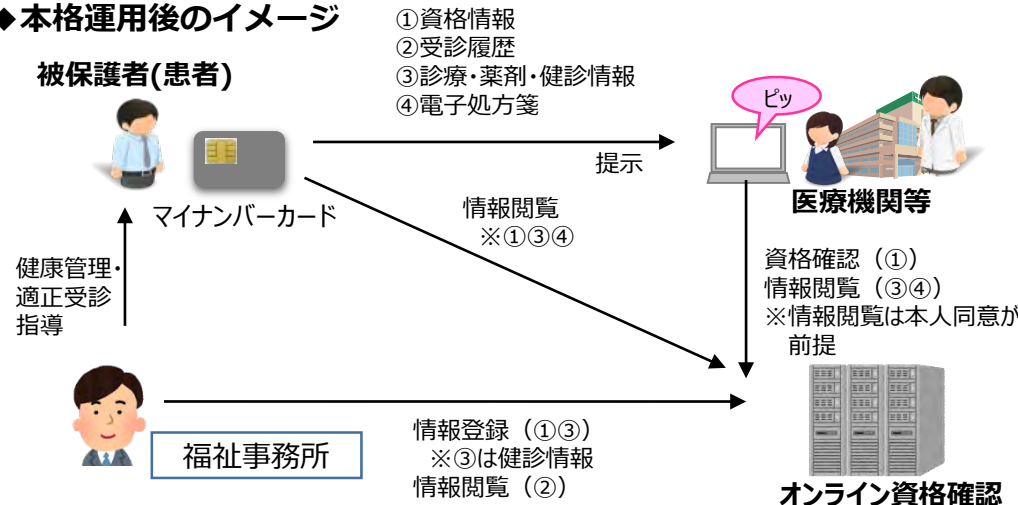 ◆本格運用後のイメージ
①資格情報
②受診履歴
③診療・薬剤・健診情報
④電子処方箋
被保護者(患者)
ピッ
提示
医療機関等
マイナンバーカード
情報閲覧
※①③④
健康管理・
適正受診
指導
資格確認（①）
情報閲覧（③④）
※情報閲覧は本人同意が
前提
福祉事務所
情報登録（①③）
※③は健診情報
情報閲覧（②）
オンライン資格確認